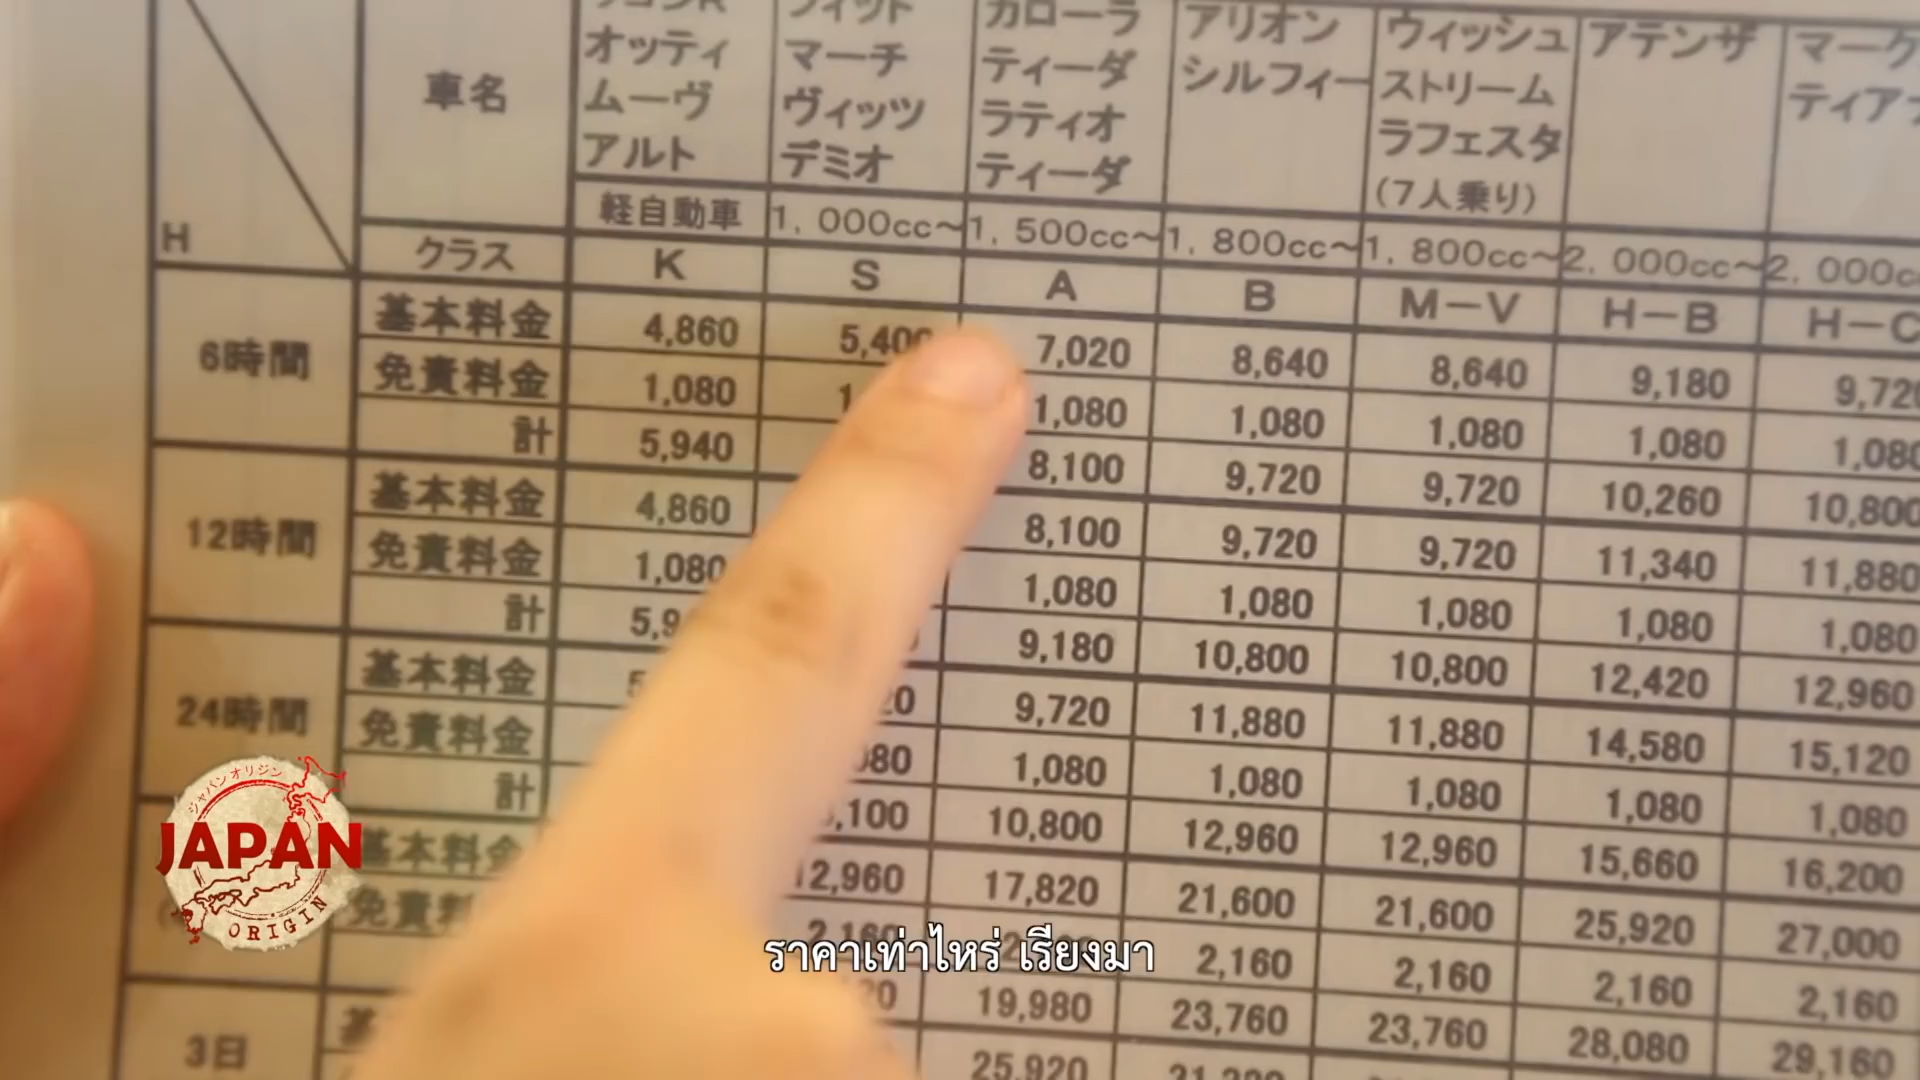 車名
オッティ
ムーヴ
アルト
フィット
マーチ
ヴィッツ
デミオ
カローラ
ティーダ
ラティオ
ティーダ
アリオン
シルフィー
ウィッシュ
ストリーム
ラフェスタ
(7人乗り)
アテンザ
軽自動車 1,000cc~ 1,500cc~ 1,800cc~ 1,800cc~ 2,000cc~
H クラス K S A B M-V H-B H-C
6時間 基本料金 4,860 5,400 7,020 8,640 8,640 9,180
免責料金 1,080 1,080 1,080 1,080 1,080
計 5,940 8,100 9,720 9,720 10,260 10,800
12時間 基本料金 4,860 8,100 9,720 9,720 11,340 11,880
免責料金 1,080 1,080 1,080 1,080 1,080 1,080
計 9,180 10,800 10,800 12,420 12,960
24時間 基本料金 9,720 11,880 11,880 14,580 15,120
免責料金 1,080 1,080 1,080 1,080 1,080
計 10,800 12,960 12,960 15,660 16,200
基本料金 12,960 17,820 21,600 21,600 25,920 27,000
免責料 2,160 2,160 2,160 2,160 2,160
19,980 23,760 23,760 28,080 29,160
3日 25,920
ジャパンオリジン
JAPAN
ORIGIN
ราคาเท่าไหร่ เรียงมา